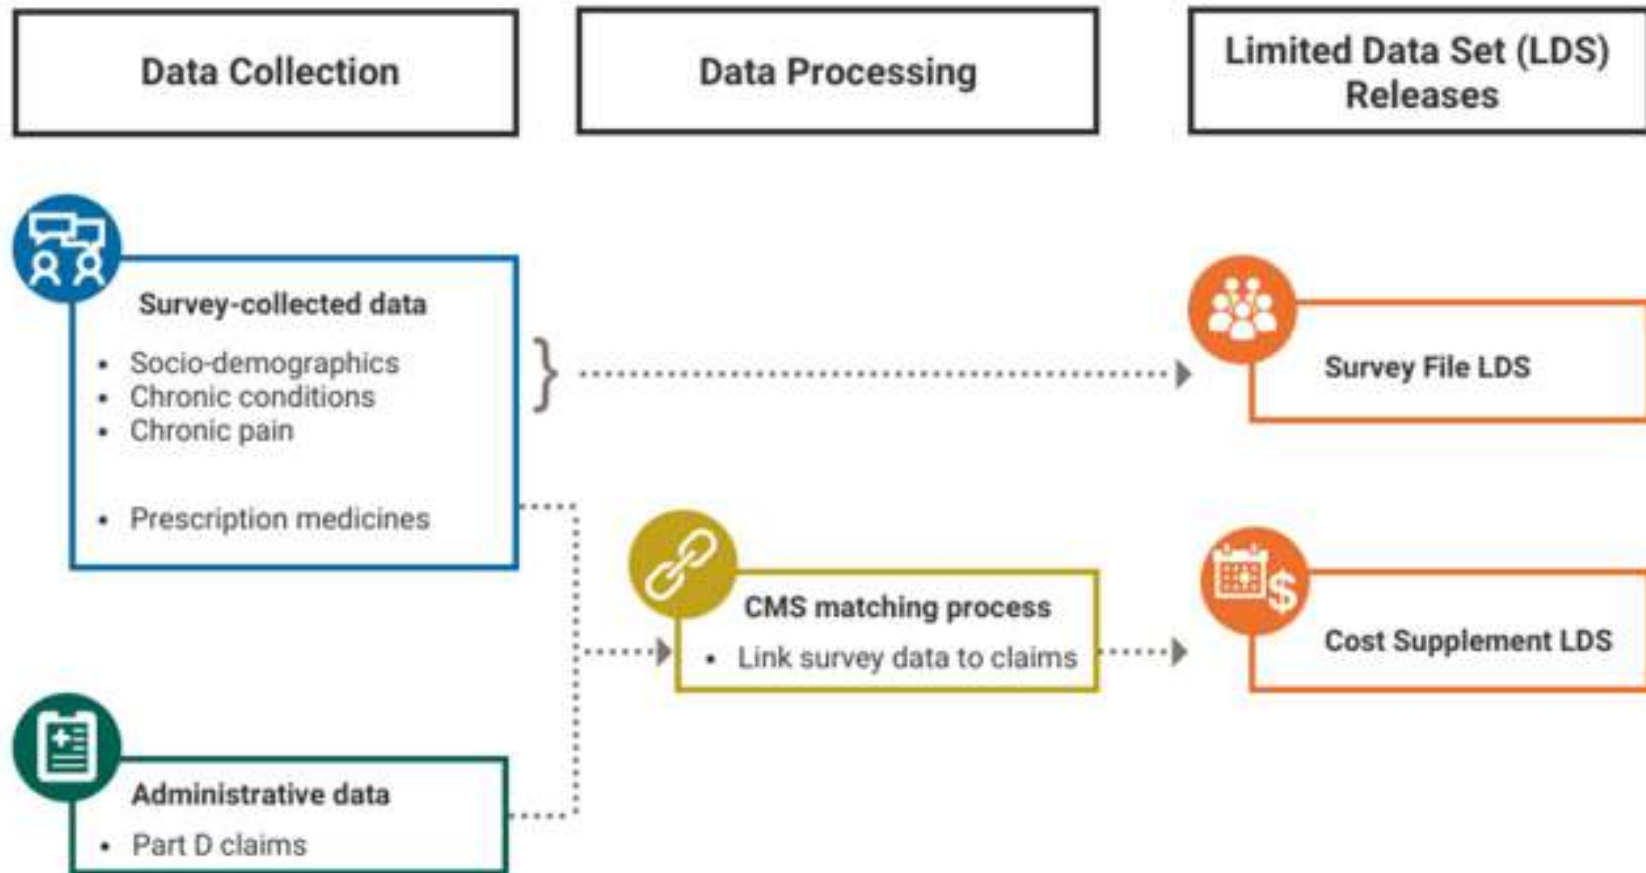 Data Collection
Data Processing
Limited Data Set (LDS)
Releases
Survey-collected data
• Socio-demographics
• Chronic conditions
• Chronic pain
• Prescription medicines
Survey File LDS
CMS matching process
• Link survey data to claims
Cost Supplement LDS
Administrative data
• Part D claims